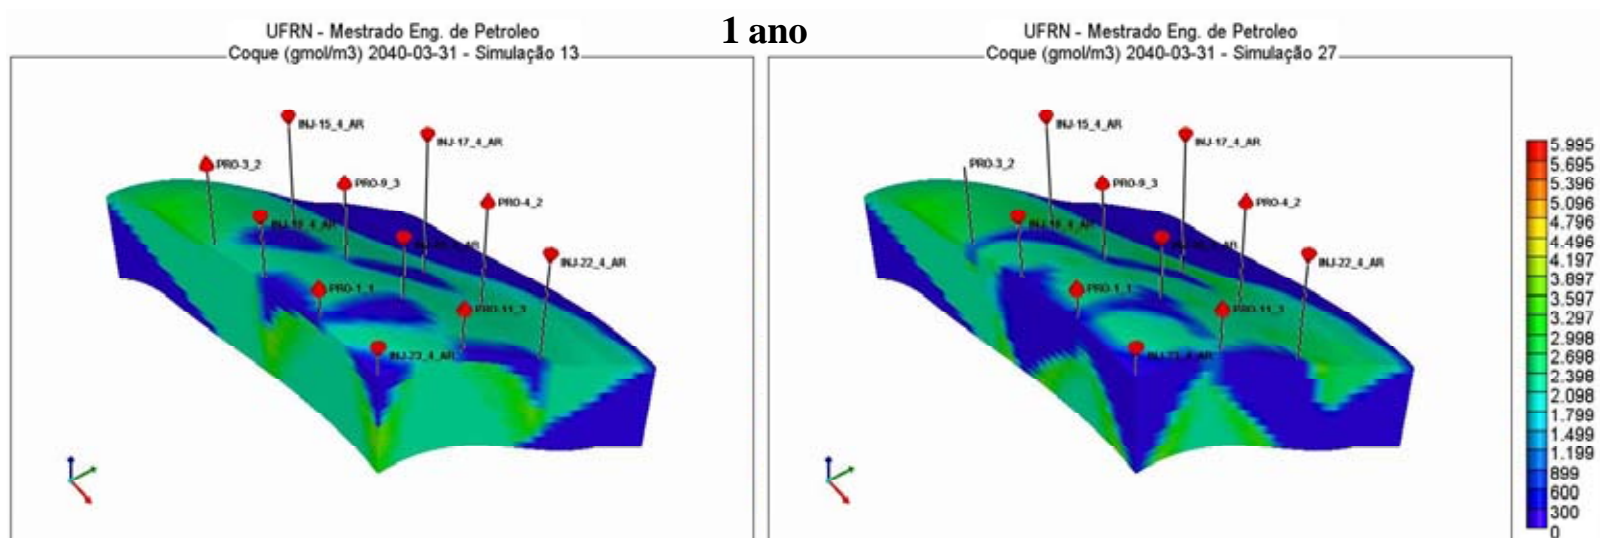 1 ano
UFRN - Mestrado Eng. de Petroleo
Coque (gmol/m3) 2040-03-31 - Simulação 13
INJ-15_4_AR
INJ-17_4_AR
PRO-3_2
PRO-9_3
PRO-4_2
INJ-22_4_AR
PRO-1_1
PRO-11_3
INJ-23_4_AR
UFRN - Mestrado Eng. de Petroleo
Coque (gmol/m3) 2040-03-31 - Simulação 27
INJ-15_4_AR
INJ-17_4_AR
PRO-3_2
PRO-9_3
PRO-4_2
INJ-22_4_AR
PRO-1_1
PRO-11_3
INJ-23_4_AR
5.995
5.695
5.396
5.096
4.796
4.496
4.197
3.897
3.597
3.297
2.998
2.698
2.398
2.098
1.799
1.499
1.199
899
600
300
0